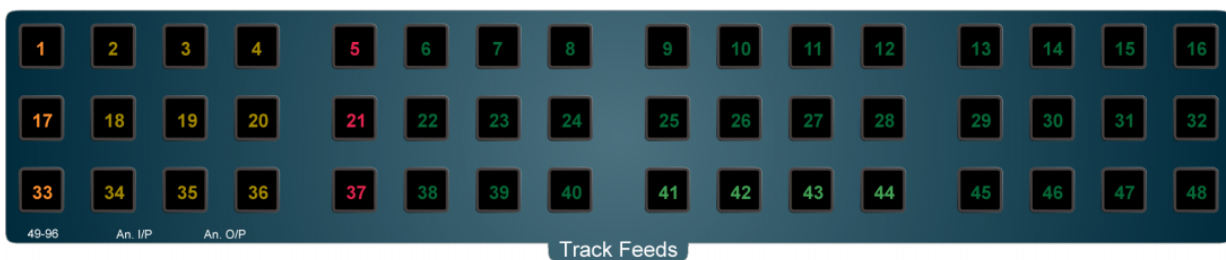 1 2 3 4 5 6 7 8 9 10 11 12 13 14 15 16
17 18 19 20 21 22 23 24 25 26 27 28 29 30 31 32
33 34 35 36 37 38 39 40 41 42 43 44 45 46 47 48
49-96 An. I/P An. O/P
Track Feeds